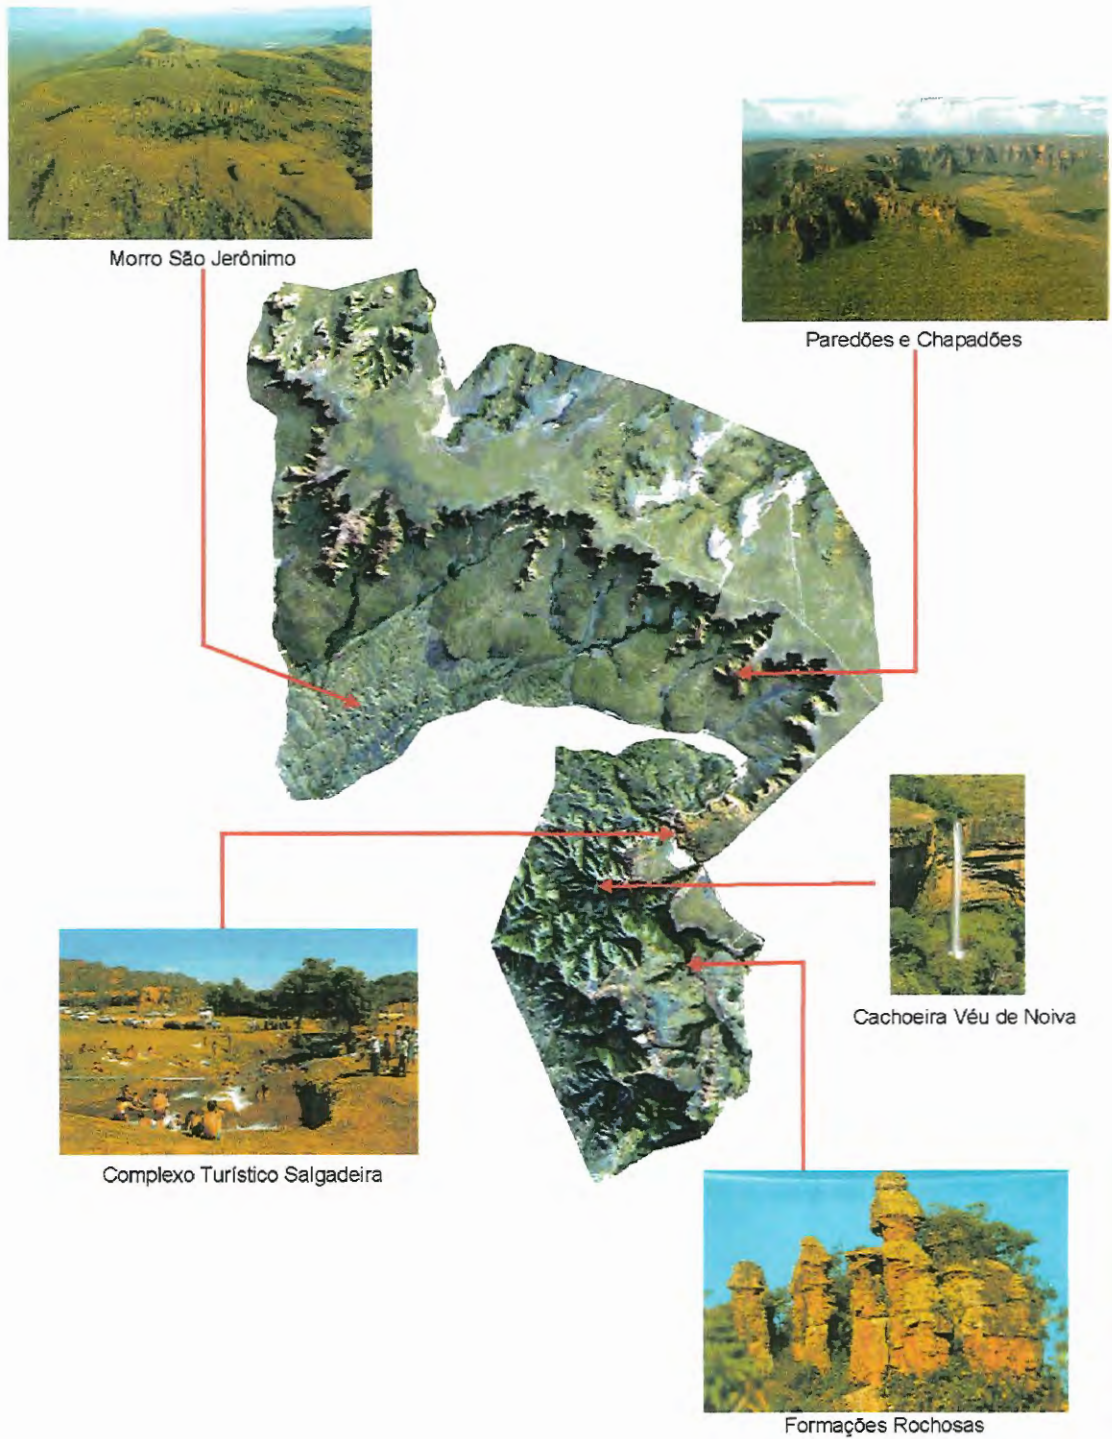 Morro São Jerônimo
Paredões e Chapadões
Cachoeira Véu de Noiva
Complexo Turístico Salgadeira
Formações Rochosas